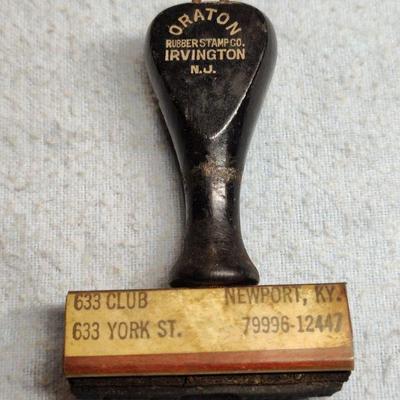 ORATON
RUBBER STAMP CO.
IRVINGTON
N.J.
633 CLUB NEWPORT, KY.
633 YORK ST. 79996-12447